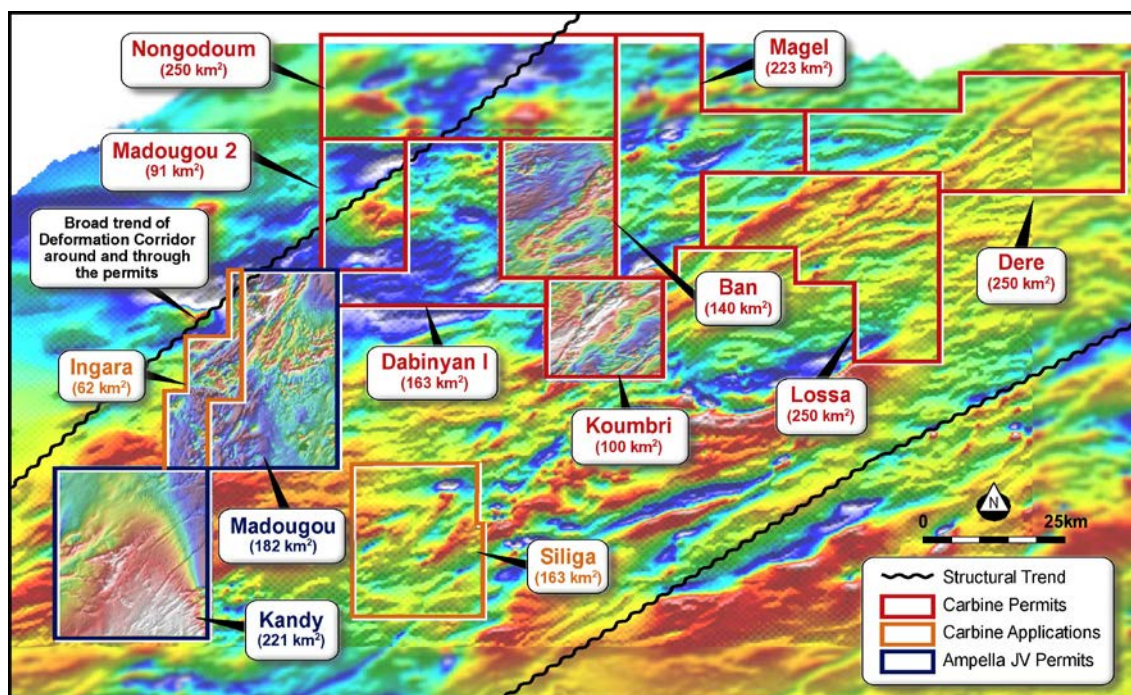 Nongodoum
(250 km²)
Magel
(223 km²)
Madougou 2
(91 km²)
Broad trend of
Deformation Corridor
around and through
the permits
Dere
(250 km²)
Ban
(140 km²)
Ingara
(62 km²)
Dabinyan I
(163 km²)
Lossa
(250 km²)
Koumbri
(100 km²)
Madougou
(182 km²)
Siliga
(163 km²)
Kandy
(221 km²)
N
0 25km
Structural Trend
Carbine Permits
Carbine Applications
Ampella JV Permits